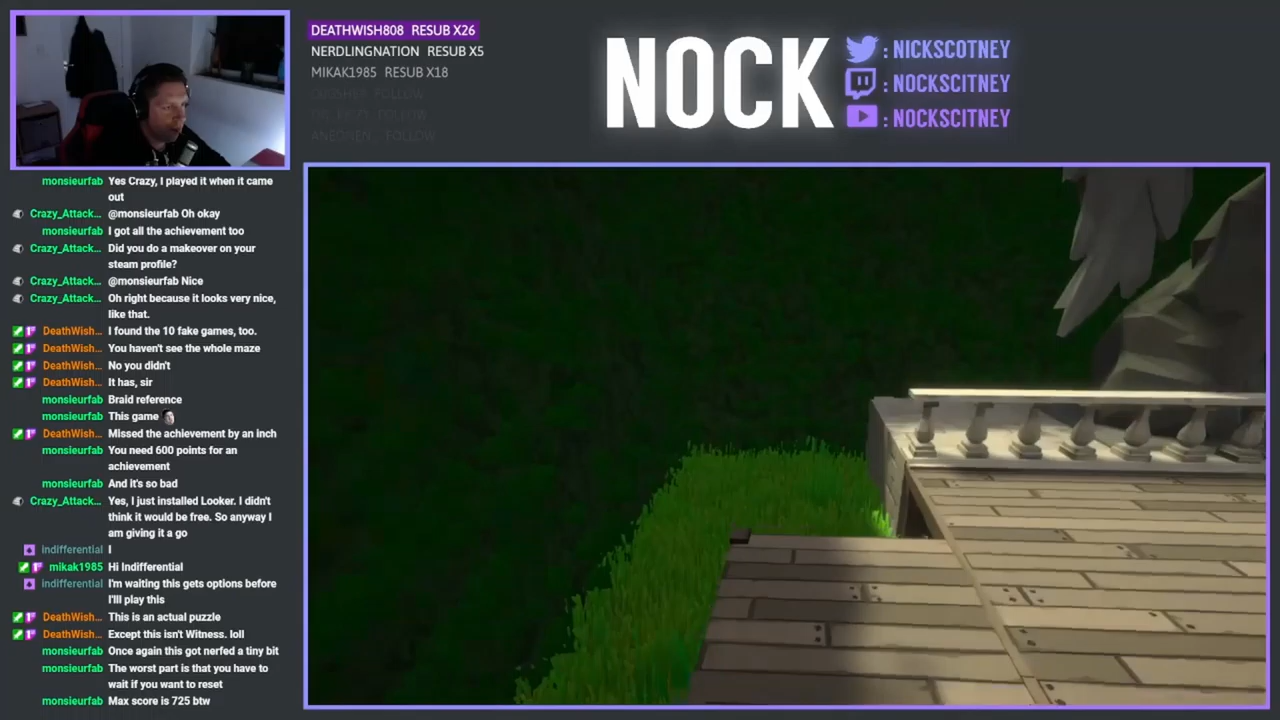 DEATHWISH808 RESUB X26
NERDLINGNATION RESUB X5
MIKAK1985 RESUB X18
FOLLOW
FOLLOW
FOLLOW
NOCK
: NICKSCOTNEY
: NOCKSCITNEY
: NOCKSCITNEY
monsieurfab Yes Crazy, I played it when it came
out
Crazy_Attack... @monsieurfab Oh okay
monsieurfab I got all the achievement too
Crazy_Attack... Did you do a makeover on your
steam profile?
Crazy_Attack... @monsieurfab Nice
Crazy_Attack... Oh right because it looks very nice,
like that.
DeathWish... I found the 10 fake games, too.
DeathWish... You haven't see the whole maze
DeathWish... No you didn't
DeathWish... It has, sir
monsieurfab Braid reference
monsieurfab This game
DeathWish... Missed the achievement by an inch
monsieurfab You need 600 points for an
achievement
monsieurfab And it's so bad
Crazy_Attack... Yes, I just installed Looker. I didn't
think it would be free. So anyway I
am giving it a go
indifferential I
mikak1985 Hi Indifferential
indifferential I'm waiting this gets options before
I'lll play this
DeathWish... This is an actual puzzle
DeathWish... Except this isn't Witness. loll
monsieurfab Once again this got nerfed a tiny bit
monsieurfab The worst part is that you have to
wait if you want to reset
monsieurfab Max score is 725 btw